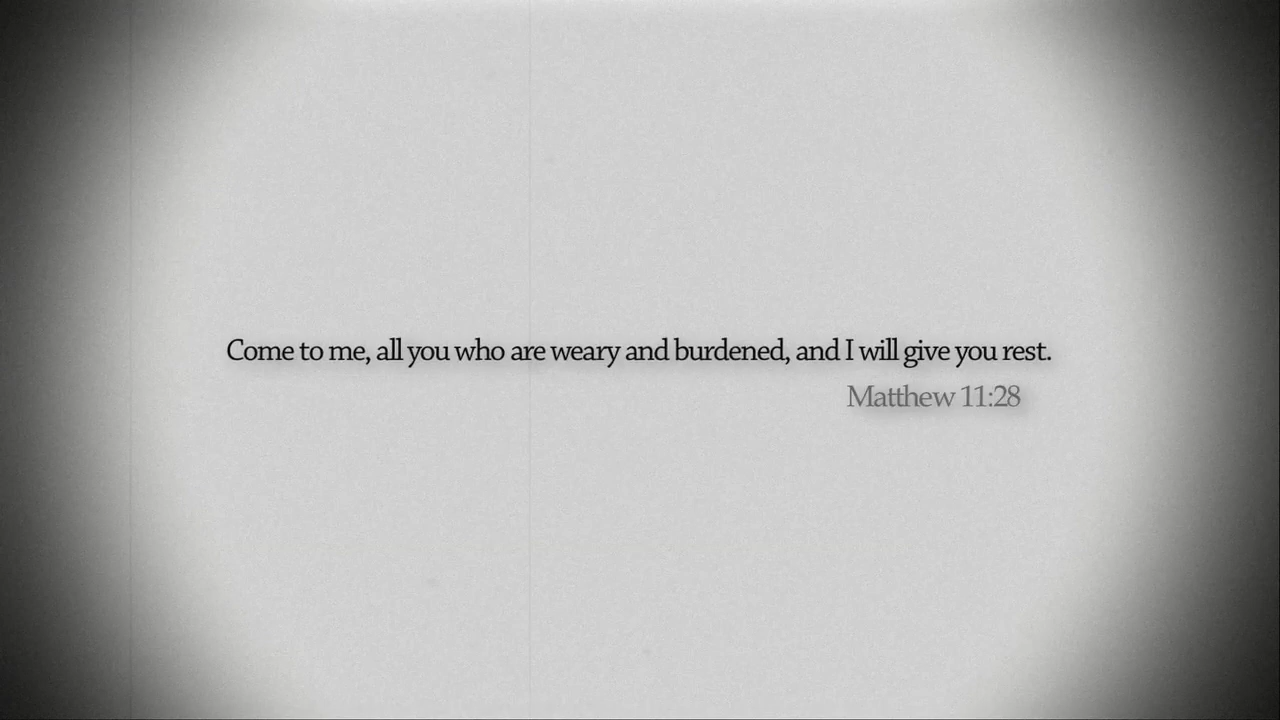 Come to me, all you who are weary and burdened, and I will give you rest.
Matthew 11:28